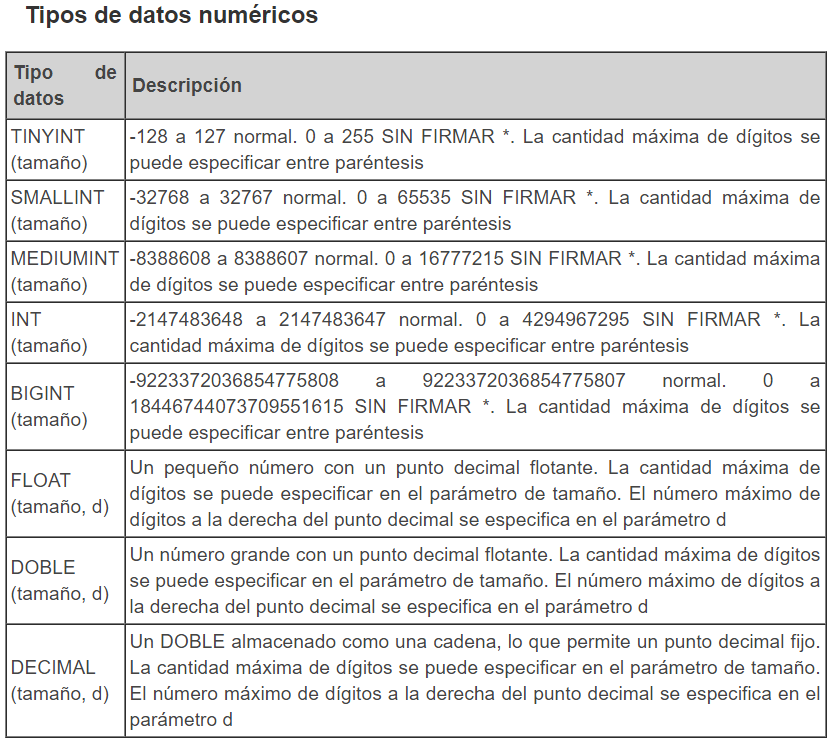 Tipos de datos numéricos
Tipo de
datos
Descripción
TINYINT
(tamaño)
-128 a 127 normal. 0 a 255 SIN FIRMAR *. La cantidad máxima de dígitos se
puede especificar entre paréntesis
SMALLINT
(tamaño)
-32768 a 32767 normal. 0 a 65535 SIN FIRMAR *. La cantidad máxima de
dígitos se puede especificar entre paréntesis
MEDIUMINT
(tamaño)
-8388608 a 8388607 normal. 0 a 16777215 SIN FIRMAR *. La cantidad máxima
de dígitos se puede especificar entre paréntesis
INT
(tamaño)
-2147483648 a 2147483647 normal. 0 a 4294967295 SIN FIRMAR *. La
cantidad máxima de dígitos se puede especificar entre paréntesis
BIGINT
(tamaño)
-9223372036854775808 a 9223372036854775807 normal. 0 a
18446744073709551615 SIN FIRMAR *. La cantidad máxima de dígitos se
puede especificar entre paréntesis
FLOAT
(tamaño, d)
Un pequeño número con un punto decimal flotante. La cantidad máxima de
dígitos se puede especificar en el parámetro de tamaño. El número máximo de
dígitos a la derecha del punto decimal se especifica en el parámetro d
DOBLE
(tamaño, d)
Un número grande con un punto decimal flotante. La cantidad máxima de dígitos
se puede especificar en el parámetro de tamaño. El número máximo de dígitos a
la derecha del punto decimal se especifica en el parámetro d
DECIMAL
(tamaño, d)
Un DOBLE almacenado como una cadena, lo que permite un punto decimal fijo.
La cantidad máxima de dígitos se puede especificar en el parámetro de tamaño.
El número máximo de dígitos a la derecha del punto decimal se especifica en el
parámetro d